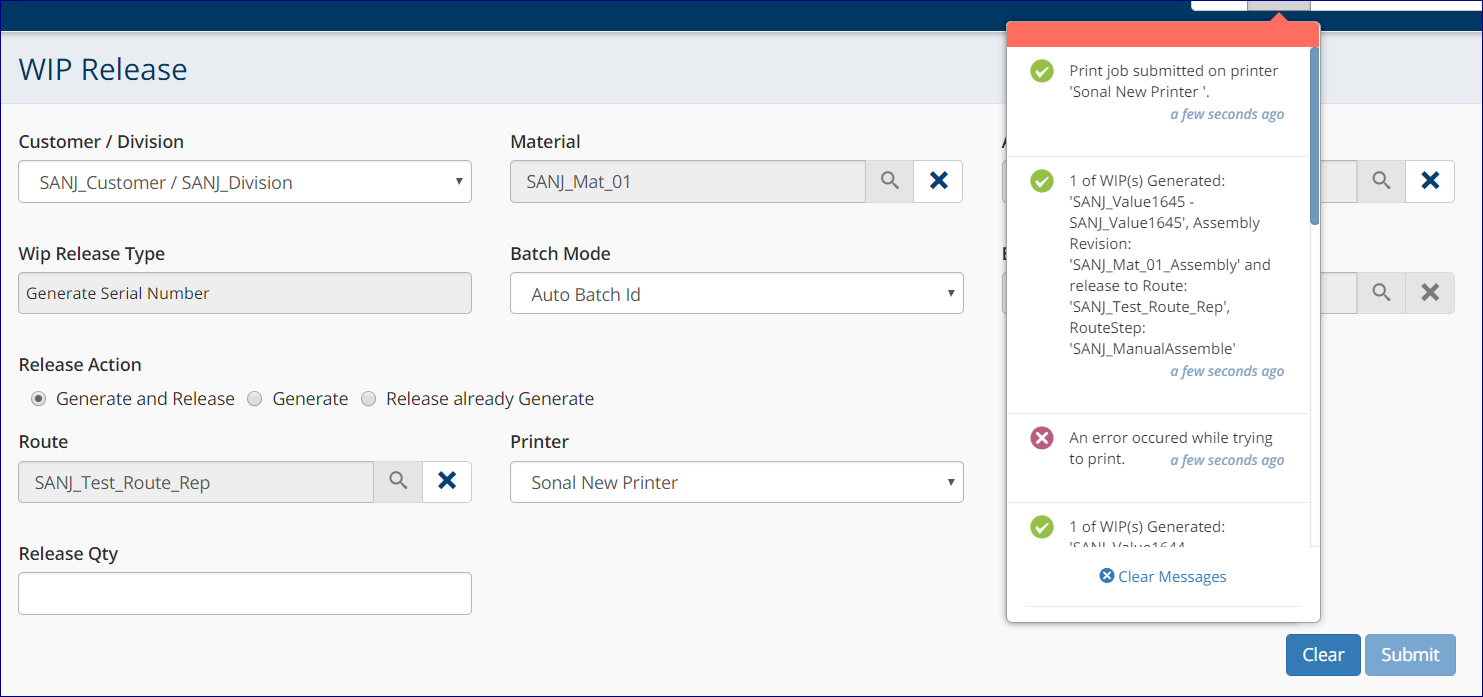 WIP Release
Customer / Division
SANJ_Customer / SANJ_Division
Material
SANJ_Mat_01
Wip Release Type
Generate Serial Number
Batch Mode
Auto Batch Id
Release Action
Generate and Release
Generate
Release already Generate
Route
SANJ_Test_Route_Rep
Printer
Sonal New Printer
Release Qty
Print job submitted on printer
'Sonal New Printer '.
a few seconds ago
1 of WIP(s) Generated:
'SANJ_Value1645 -
SANJ_Value1645', Assembly
Revision:
'SANJ_Mat_01_Assembly' and
release to Route:
'SANJ_Test_Route_Rep',
RouteStep:
'SANJ_ManualAssemble'
a few seconds ago
An error occured while trying
to print.
a few seconds ago
1 of WIP(s) Generated:
'SANJ_Value1644
Clear Messages
Clear
Submit